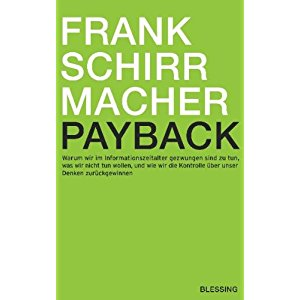 FRANK
SCHIRR
MACHER
PAYBACK
Warum wir im Informationszeitalter gezwungen sind zu tun,
was wir nicht tun wollen, und wie wir die Kontrolle über unser
Denken zurückgewinnen
BLESSING